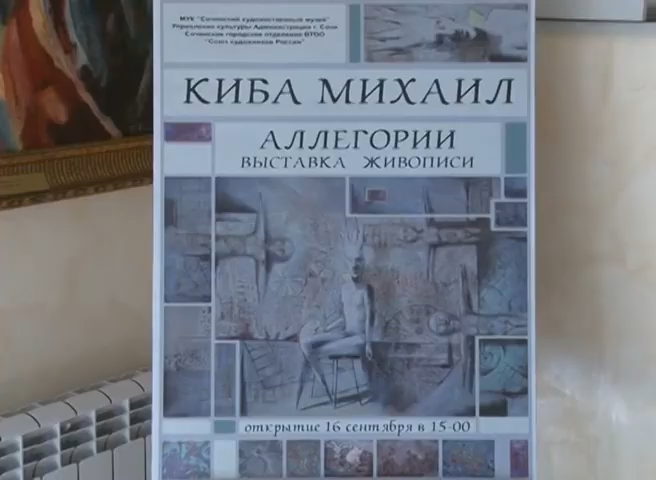 МУК "Сочинский художественный музей"
Управление культуры Администрации г. Сочи
Сочинское городское отделение ВТОО
"Союз художников России"
КИБА МИХАИЛ
АЛЛЕГОРИИ
ВЫСТАВКА ЖИВОПИСИ
открытие 16 сентября в 15-00